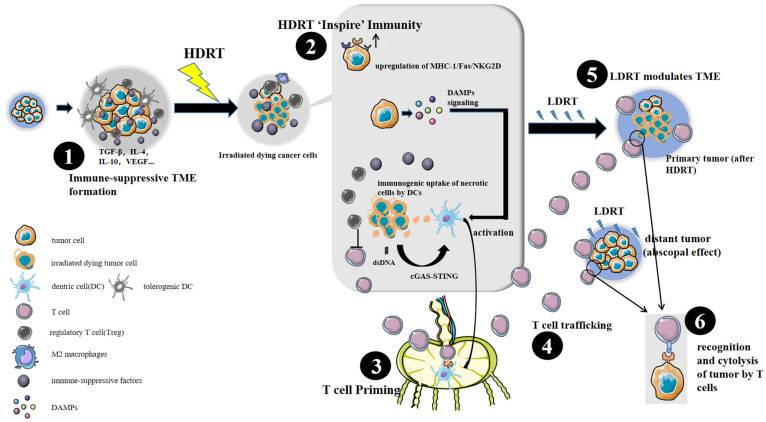 HDRT
1
TGF-β, IL-4,
IL-10, VEGF...
Immune-suppressive TME
formation
Irradiated dying cancer cells
HDRT ‘Inspire’ Immunity
2
upregulation of MHC-1/Fas/NKG2D
DAMPs
signaling
immunogenic uptake of necrotic
cellls by DCs
activation
dsDNA
cGAS-STING
3
T cell Priming
4
T cell trafficking
LDRT
5
LDRT modulates TME
Primary tumor (after
HDRT)
LDRT
distant tumor
(abscopal effect)
6
recognition
and cytolysis
of tumor by T
cells
tumor cell
irradiated dying tumor cell
dentric cell(DC)
tolerogenic DC
T cell
regulatory T cell(Treg)
M2 macrophages
immune-suppressive factors
DAMPs